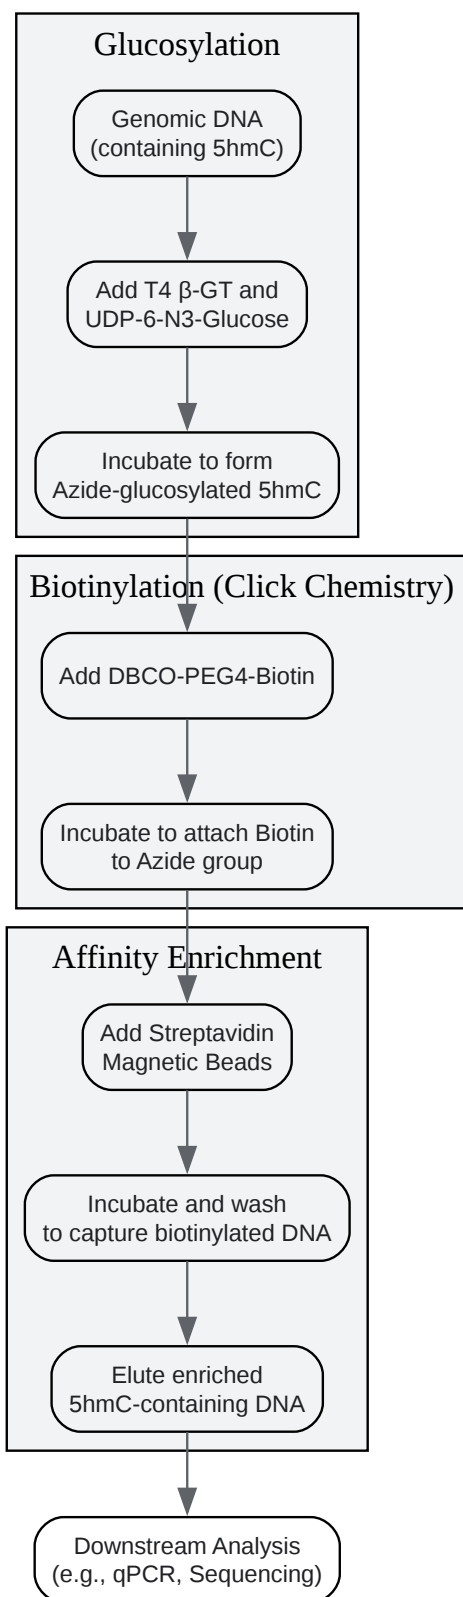 Glucosylation
Genomic DNA
(containing 5hmC)
Add T4 β-GT and
UDP-6-N3-Glucose
Incubate to form
Azide-glucosylated 5hmC
Biotinylation (Click Chemistry)
Add DBCO-PEG4-Biotin
Incubate to attach Biotin
to Azide group
Affinity Enrichment
Add Streptavidin
Magnetic Beads
Incubate and wash
to capture biotinylated DNA
Elute enriched
5hmC-containing DNA
Downstream Analysis
(e.g., qPCR, Sequencing)